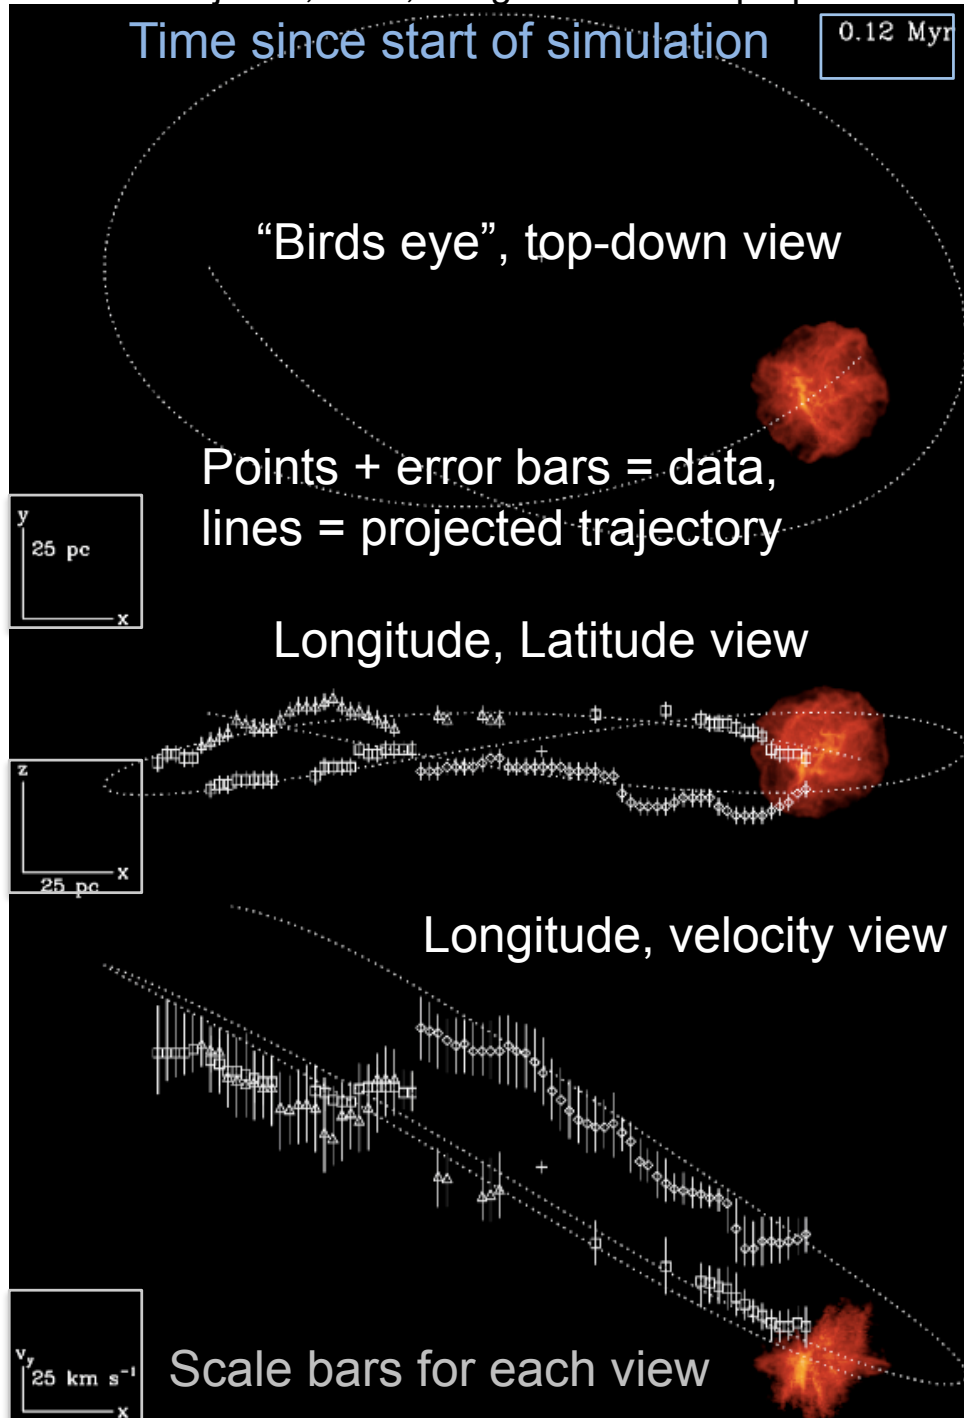 Time since start of simulation
0.12 Myr
“Birds eye”, top-down view
Points + error bars = data,
lines = projected trajectory
y
25 pc
x
Longitude, Latitude view
z
x
25 pc
Longitude, velocity view
Scale bars for each view
vy
25 km s⁻¹
x